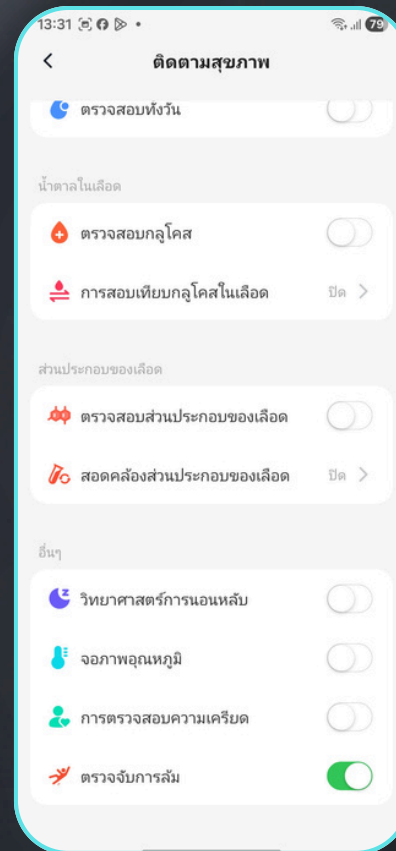 13:31
79
ติดตามสุขภาพ
ตรวจสอบทั้งวัน
น้ำตาลในเลือด
ตรวจสอบกลูโคส
การสอบเทียบกลูโคสในเลือด ปิด
ส่วนประกอบของเลือด
ตรวจสอบส่วนประกอบของเลือด
สอดคล้องส่วนประกอบของเลือด ปิด
อื่นๆ
วิทยาศาสตร์การนอนหลับ
จอภาพอุณหภูมิ
การตรวจสอบความเครียด
ตรวจจับการล้ม